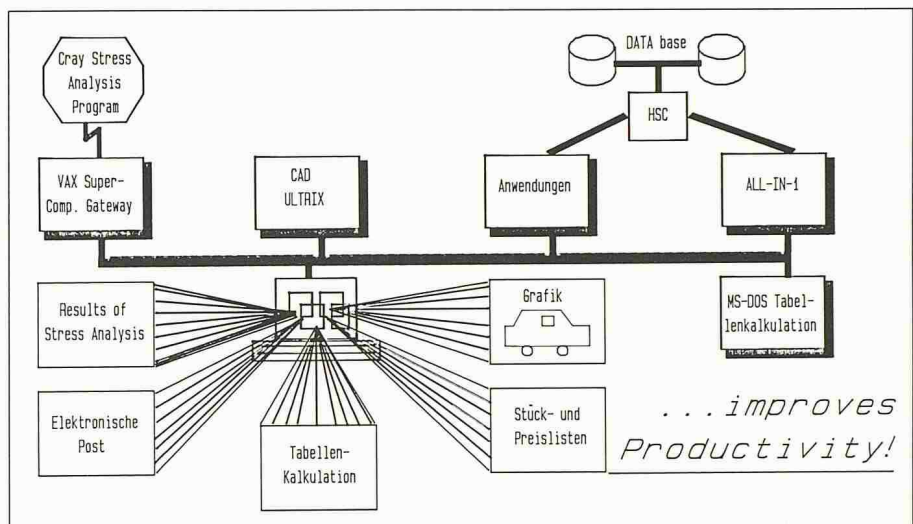 Cray Stress
Analysis
Program
DATA base
HSC
VAX Super-
Comp. Gateway
CAD
ULTRIX
Anwendungen
ALL-IN-1
Results of
Stress Analysis
Grafik
MS-DOS Tabel-
lenkalkulation
Elektronische
Post
Tabellen-
Kalkulation
Stück- und
Preislisten
...improves
Productivity!